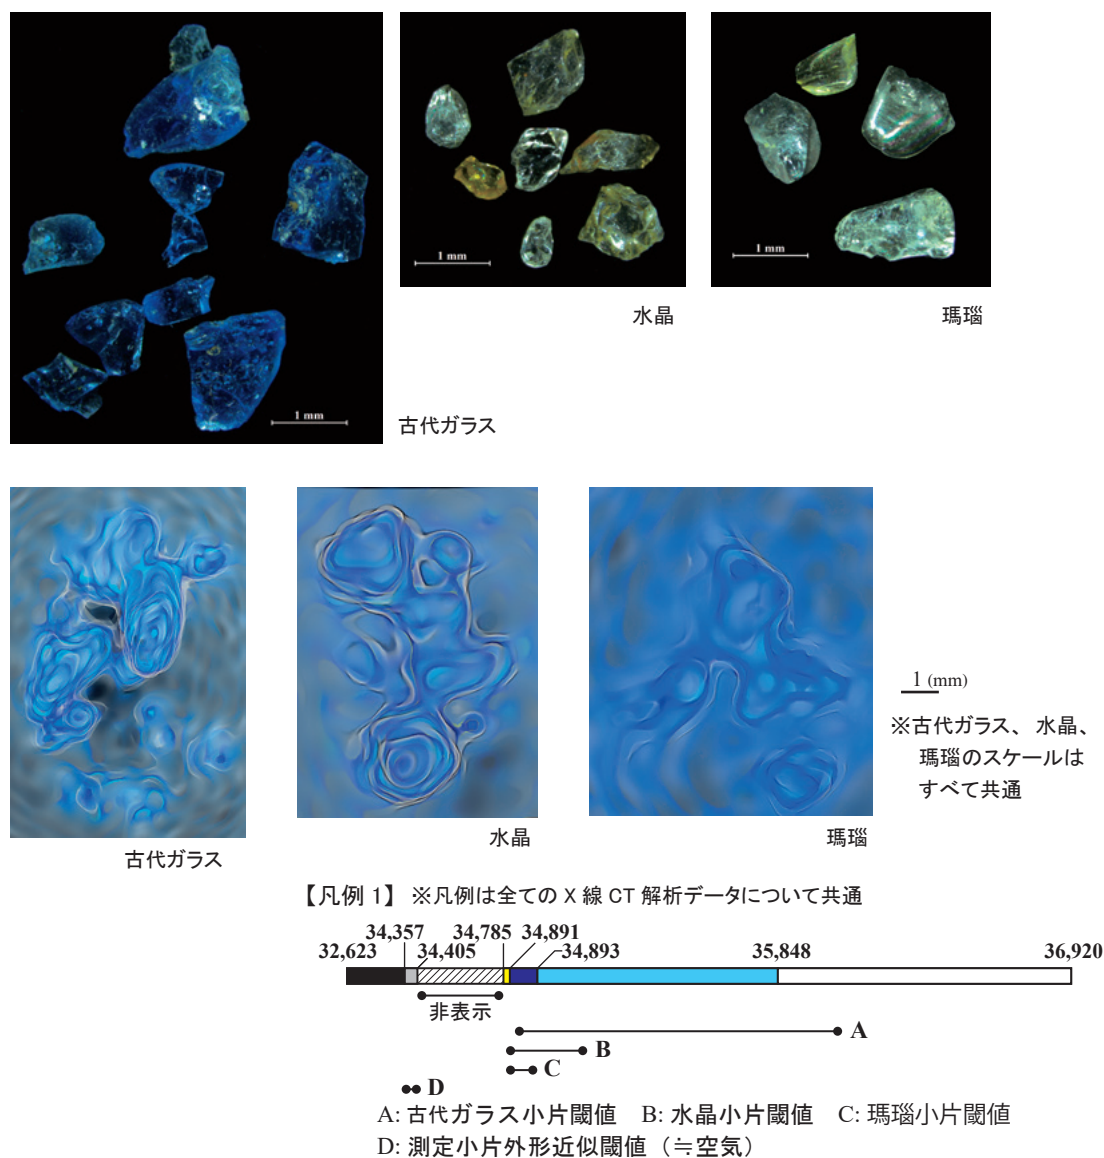 1 mm
1 mm
1 mm
水晶
瑪瑙
古代ガラス
1 (mm)
※古代ガラス、水晶、
瑪瑙のスケールは
すべて共通
古代ガラス
水晶
瑪瑙
【凡例 1】 ※凡例は全ての X 線 CT 解析データについて共通
34,357 34,785 34,891
32,623 34,405 34,893 35,848 36,920
非表示
A
B
C
D
A: 古代ガラス小片閾値 B: 水晶小片閾値 C: 瑪瑙小片閾値
D: 測定小片外形近似閾値（≒空気）